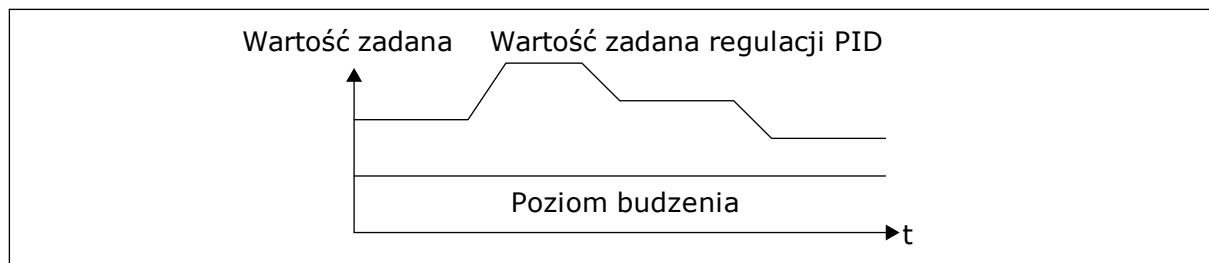 Wartość zadana
Wartość zadana regulacji PID
Poziom budzenia
t